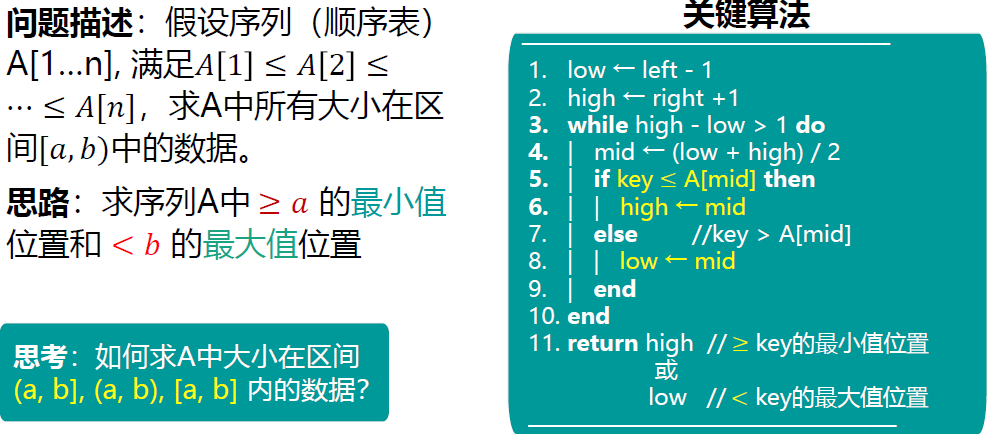 问题描述：假设序列（顺序表）
A[1…n], 满足A[1] ≤ A[2] ≤
⋯ ≤ A[n]，求A中所有大小在区
间[a, b)中的数据。
思路：求序列A中 ≥ a 的最小值
位置和 < b 的最大值位置
思考：如何求A中大小在区间
(a, b], (a, b), [a, b] 内的数据？
关键算法
1. low ← left - 1
2. high ← right +1
3. while high - low > 1 do
4. | mid ← (low + high) / 2
5. | if key ≤ A[mid] then
6. | | high ← mid
7. | else //key > A[mid]
8. | | low ← mid
9. | end
10. end
11. return high // ≥ key的最小值位置
或
low // < key的最大值位置